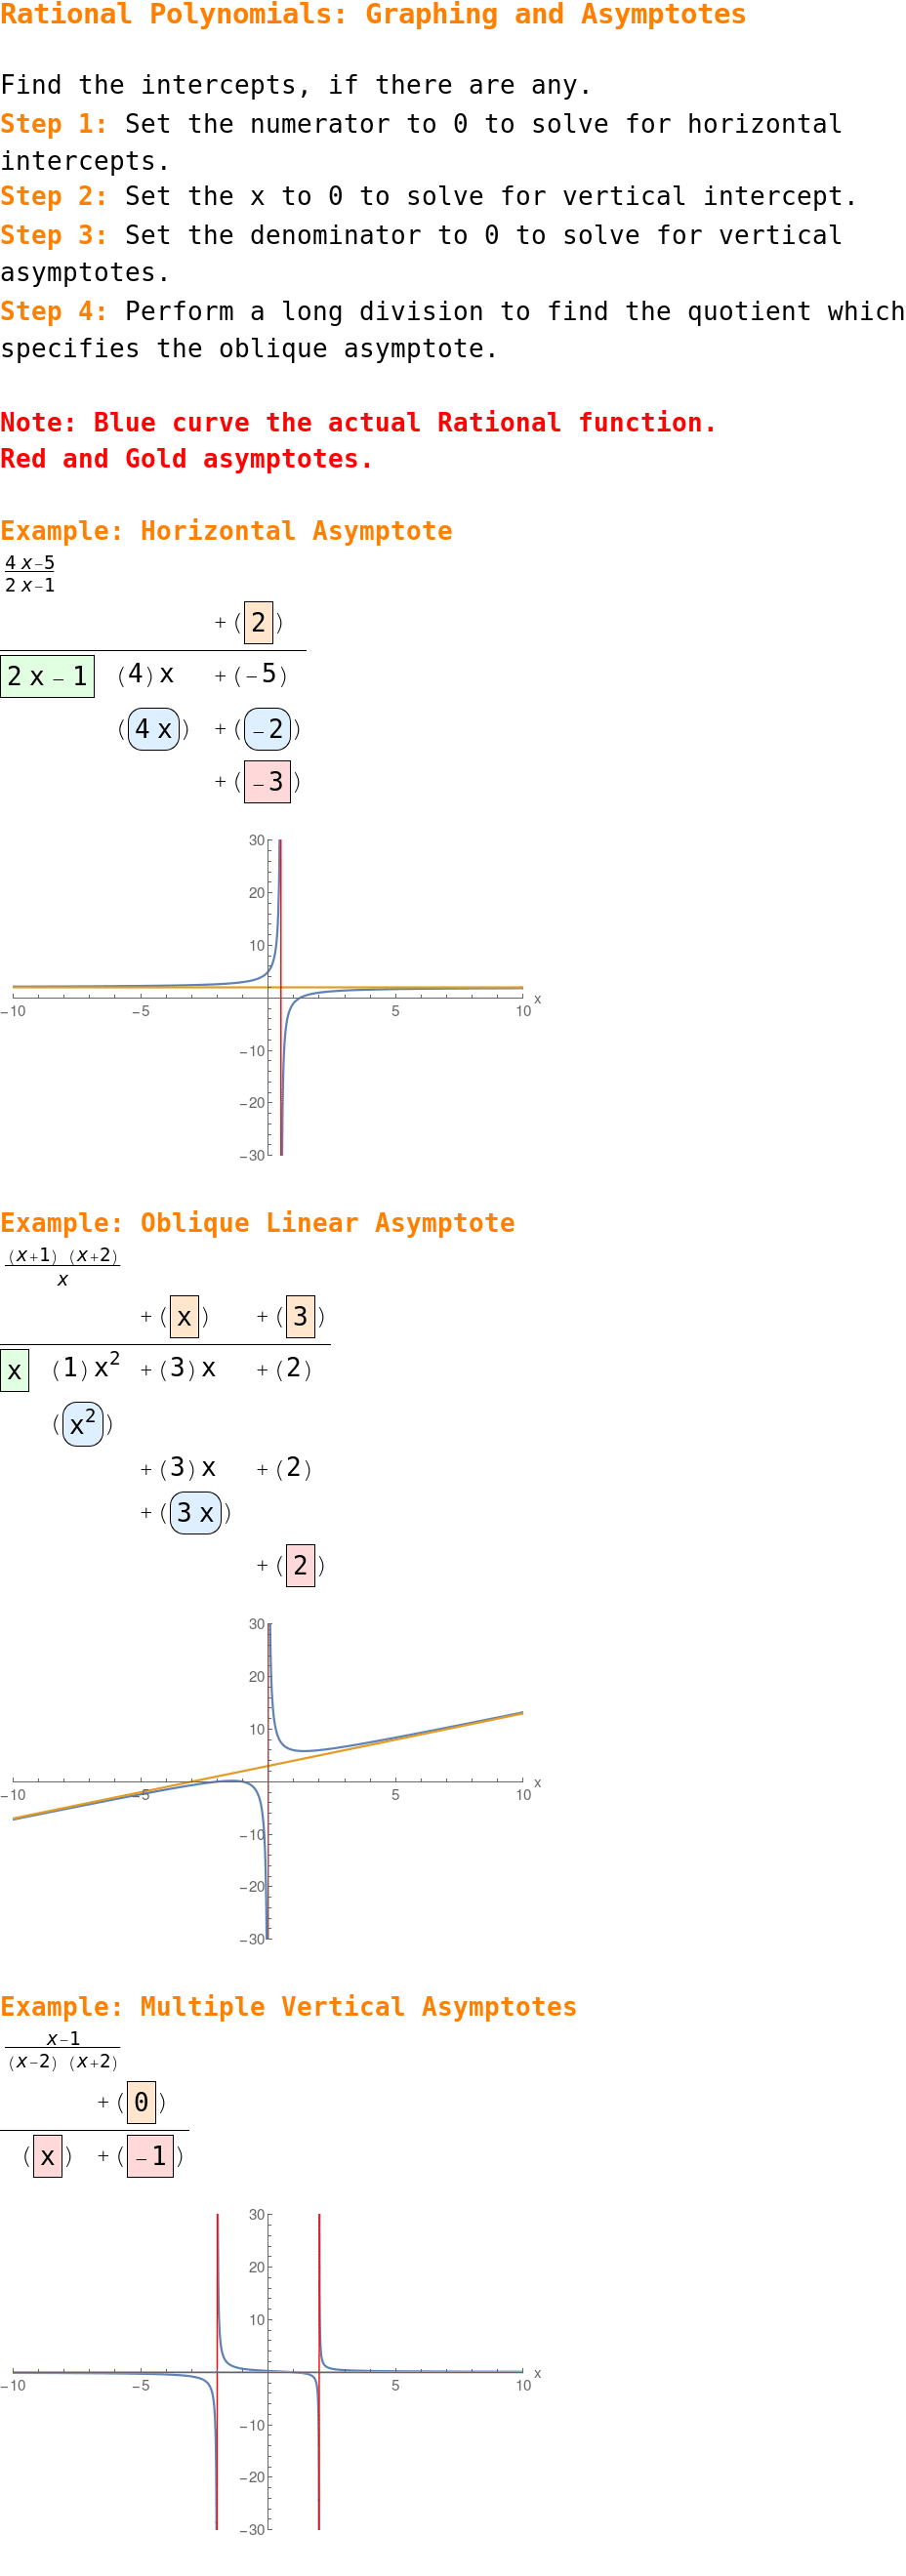 Rational Polynomials: Graphing and Asymptotes
Find the intercepts, if there are any.
Step 1: Set the numerator to 0 to solve for horizontal
intercepts.
Step 2: Set the x to 0 to solve for vertical intercept.
Step 3: Set the denominator to 0 to solve for vertical
asymptotes.
Step 4: Perform a long division to find the quotient which
specifies the oblique asymptote.
Note: Blue curve the actual Rational function.
Red and Gold asymptotes.
Example: Horizontal Asymptote
4 x−5
2 x−1
+ (2)
2 x − 1 (4) x + (−5)
(4 x) + (−2)
+ (−3)
30
20
10
−10 −5 5 10 x
−10
−20
−30
Example: Oblique Linear Asymptote
(x+1) (x+2)
x
+ (x) + (3)
x (1) x² + (3) x + (2)
(x²)
+ (3) x + (2)
+ (3 x)
+ (2)
30
20
10
−10 −5 5 10 x
−10
−20
−30
Example: Multiple Vertical Asymptotes
x−1
(x−2) (x+2)
+ (0)
(x) + (−1)
30
20
10
−10 −5 5 10 x
−10
−20
−30